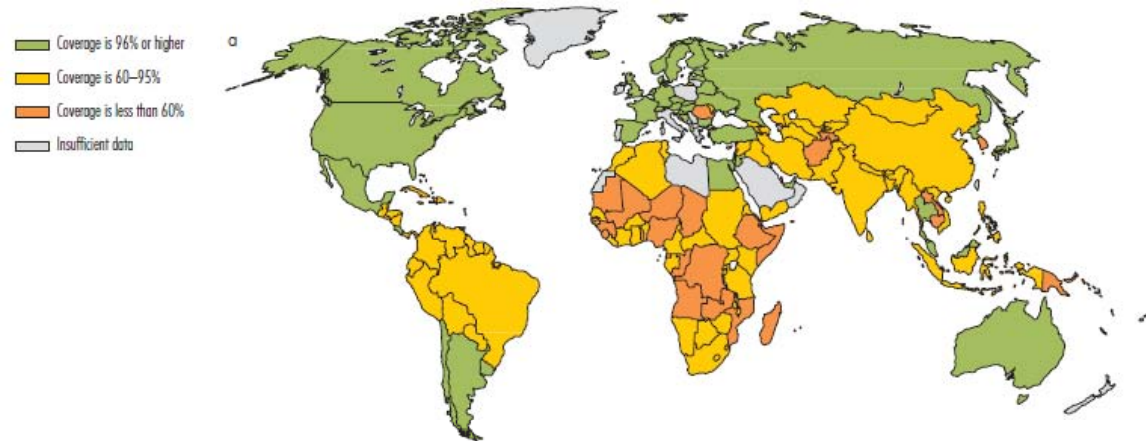 Coverage is 96% or higher
a
Coverage is 60–95%
Coverage is less than 60%
Insufficient data